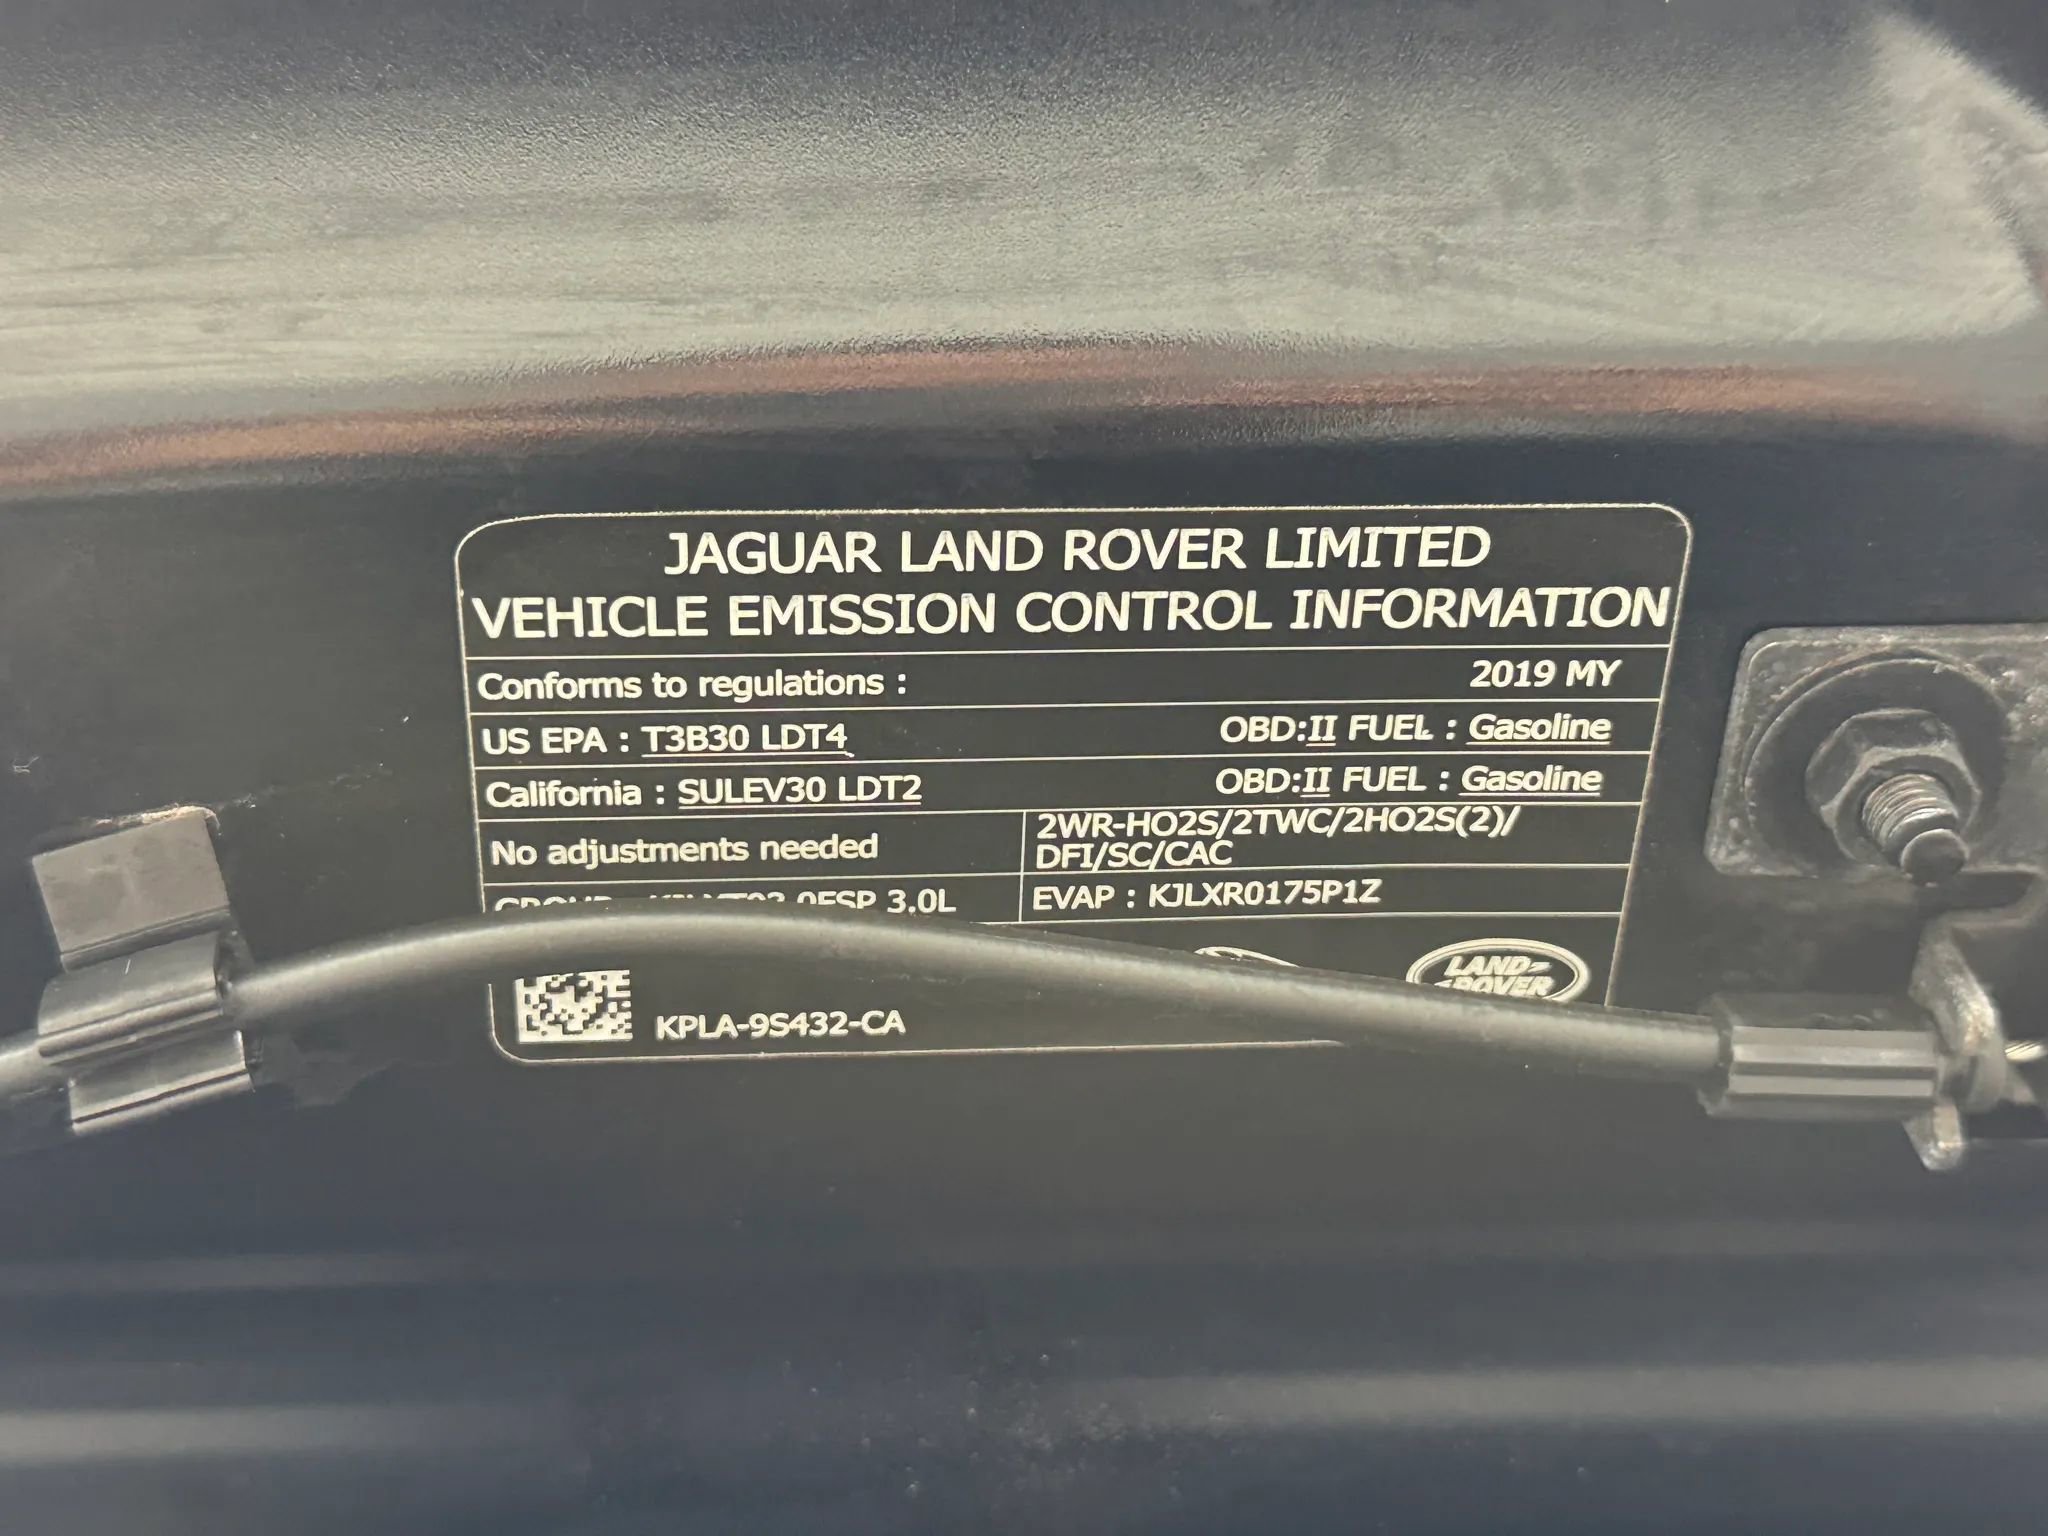 JAGUAR LAND ROVER LIMITED
VEHICLE EMISSION CONTROL INFORMATION
Conforms to regulations : 2019 MY
US EPA : T3B30 LDT4 OBD:II FUEL : Gasoline
California : SULEV30 LDT2 OBD:II FUEL : Gasoline
No adjustments needed
2WR-HO2S/2TWC/2HO2S(2)/
DFI/SC/CAC
3.0L
EVAP : KJLXR0175P1Z
LAND
ROVER
KPLA-9S432-CA